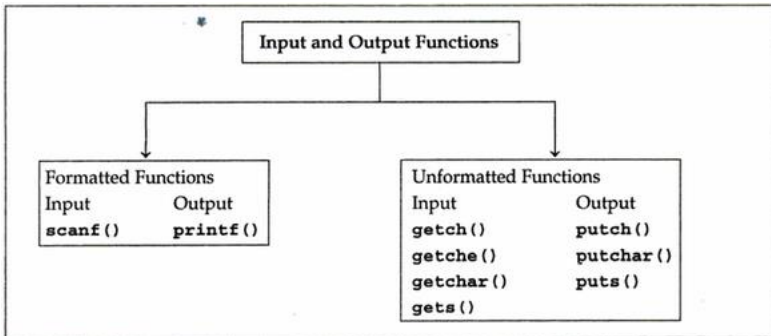 Input and Output Functions
Formatted Functions
Input Output
scanf() printf()
Unformatted Functions
Input Output
getch() putch()
getche() putchar()
getchar() puts()
gets()